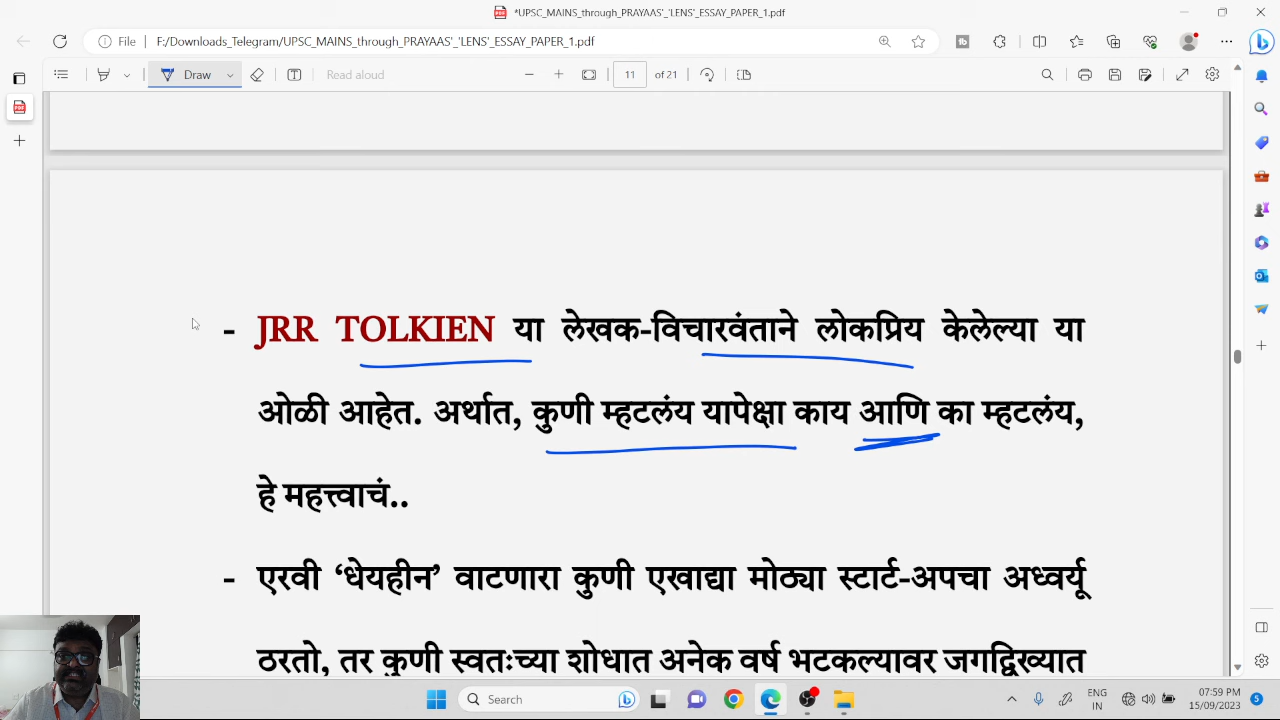 *UPSC_MAINS_through_PRAYAAS'_'LENS'_ESSAY_PAPER_1.pdf
File F:/Downloads_Telegram/UPSC_MAINS_through_PRAYAAS'_'LENS'_ESSAY_PAPER_1.pdf
Draw Read aloud 11 of 21
- JRR TOLKIEN या लेखक-विचारवंताने लोकप्रिय केलेल्या या
ओळी आहेत. अर्थात, कुणी म्हटलंय यापेक्षा काय आणि का म्हटलंय,
हे महत्त्वाचं..
- एरवी ‘धेयहीन’ वाटणारा कुणी एखाद्या मोठ्या स्टार्ट-अपचा अध्वर्यू
ठरतो, तर कुणी स्वतःच्या शोधात अनेक वर्ष भटकल्यावर जगद्विख्यात
Search
ENG
IN
07:59 PM
15/09/2023
5